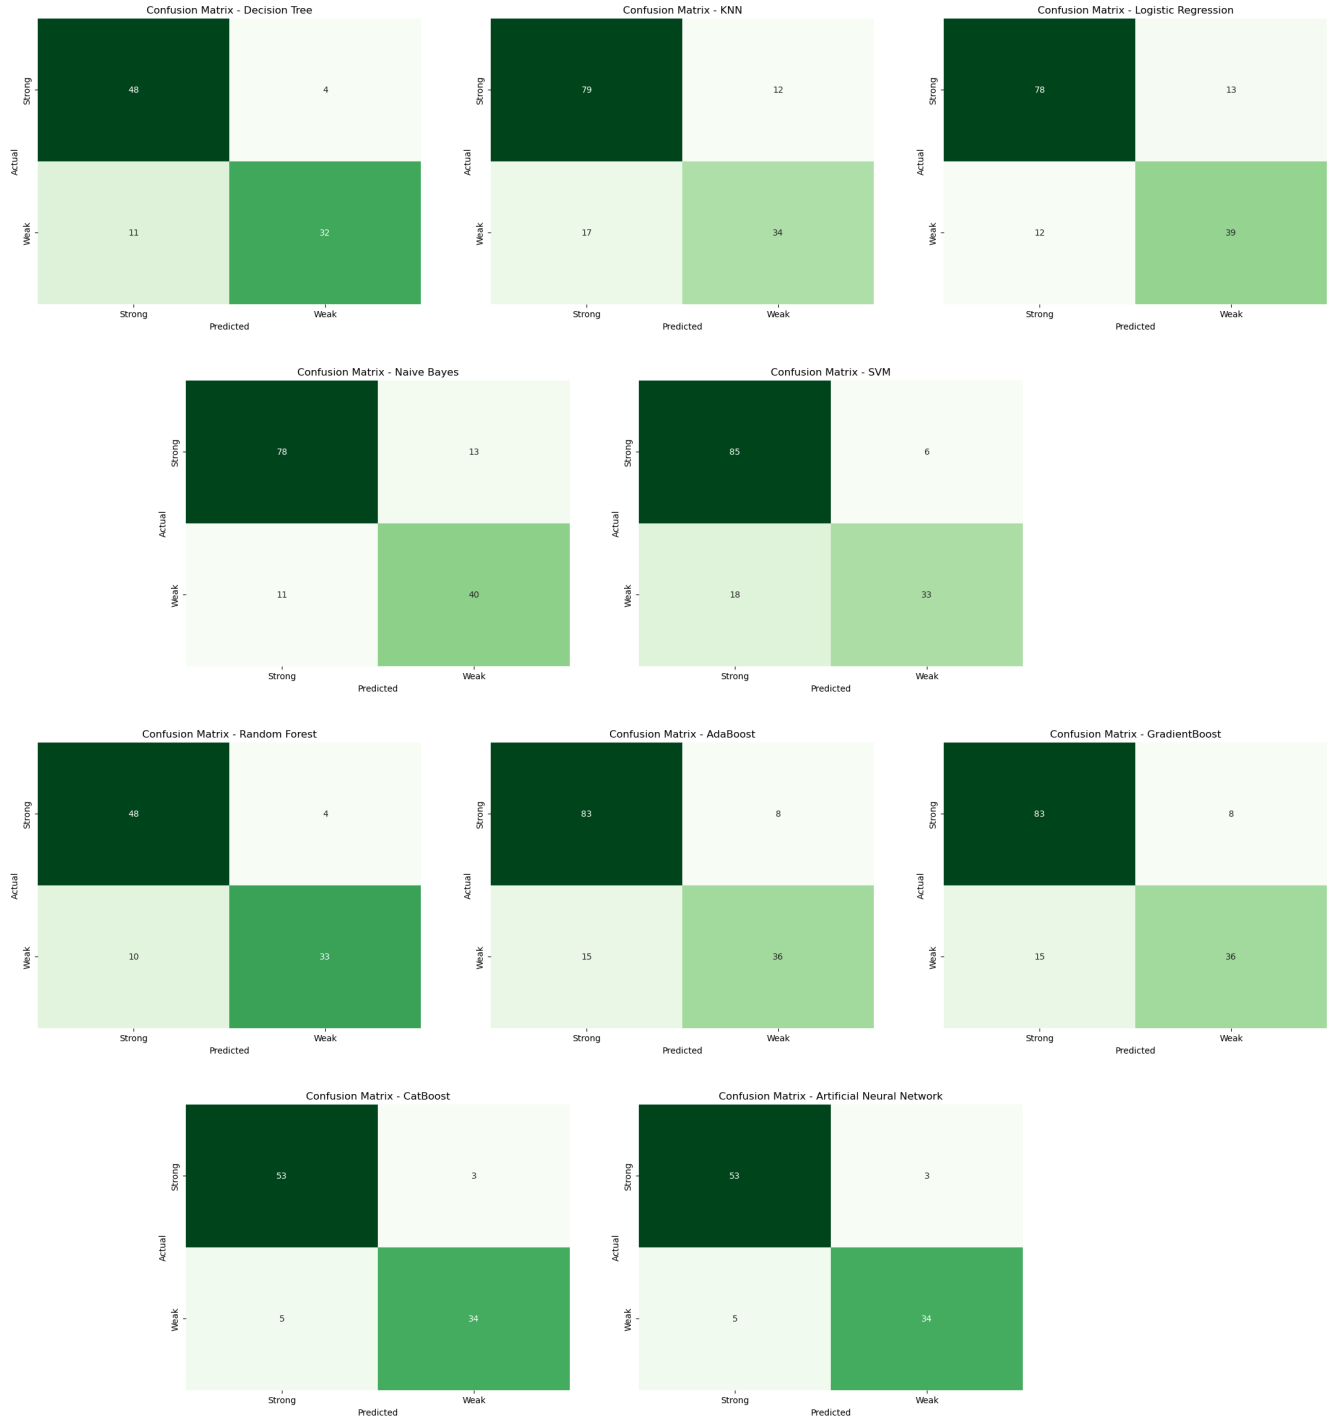 Confusion Matrix - Decision Tree
Strong
48
4
Actual
Weak
11
32
Strong
Weak
Predicted
Confusion Matrix - KNN
Strong
79
12
Actual
Weak
17
34
Strong
Weak
Predicted
Confusion Matrix - Logistic Regression
Strong
78
13
Actual
Weak
12
39
Strong
Weak
Predicted
Confusion Matrix - Naive Bayes
Strong
78
13
Actual
Weak
11
40
Strong
Weak
Predicted
Confusion Matrix - SVM
Strong
85
6
Actual
Weak
18
33
Strong
Weak
Predicted
Confusion Matrix - Random Forest
Strong
48
4
Actual
Weak
10
33
Strong
Weak
Predicted
Confusion Matrix - AdaBoost
Strong
83
8
Actual
Weak
15
36
Strong
Weak
Predicted
Confusion Matrix - GradientBoost
Strong
83
8
Actual
Weak
15
36
Strong
Weak
Predicted
Confusion Matrix - CatBoost
Strong
53
3
Actual
Weak
5
34
Strong
Weak
Predicted
Confusion Matrix - Artificial Neural Network
Strong
53
3
Actual
Weak
5
34
Strong
Weak
Predicted